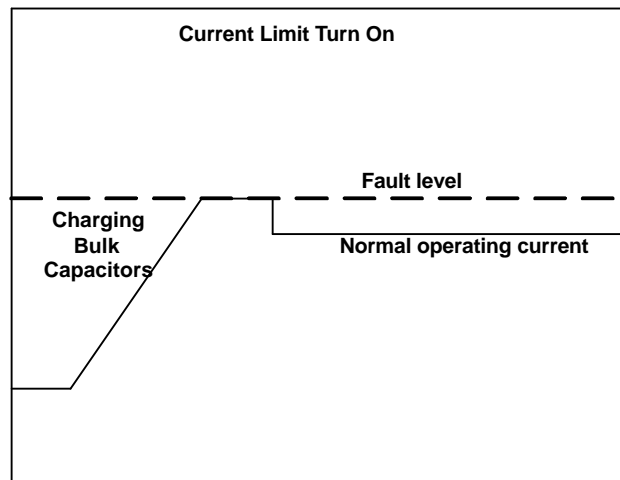 Current Limit Turn On
Fault level
Charging
Bulk
Capacitors
Normal operating current